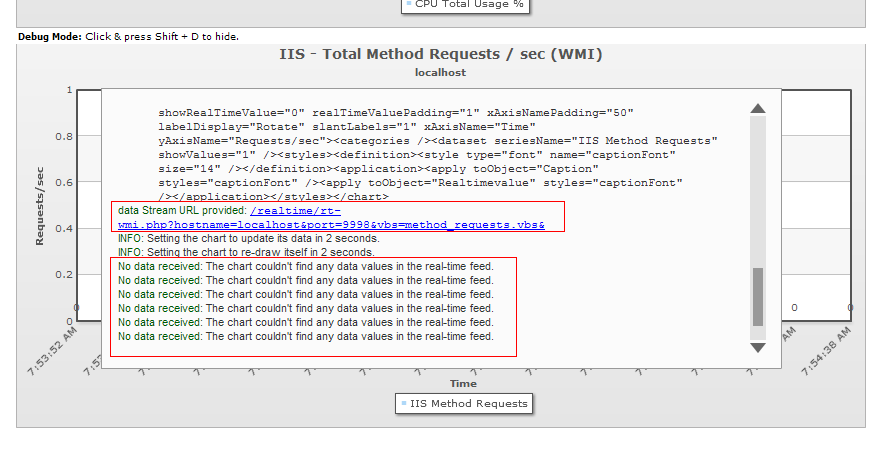 CPU Total Usage %
Debug Mode: Click & press Shift + D to hide.
IIS - Total Method Requests / sec (WMI)
localhost
1
0.8
0.6
0.4
0.2
0
Requests/sec
showRealTimeValue="0" realTimeValuePadding="1" xAxisNamePadding="50"
labelDisplay="Rotate" slantLabels="1" xAxisName="Time"
yAxisName="Requests/sec"><categories /><dataset seriesName="IIS Method Requests"
showValues="1" /><styles><definition><style type="font" name="captionFont"
size="14" /></definition><application><apply toObject="Caption"
styles="captionFont" /><apply toObject="Realtimevalue" styles="captionFont"
/></application></styles></chart>
data Stream URL provided: /realtime/rt-
wmi.php?hostname=localhost&port=9998&vbs=method_requests.vbs&
INFO: Setting the chart to update its data in 2 seconds.
INFO: Setting the chart to re-draw itself in 2 seconds.
No data received: The chart couldn't find any data values in the real-time feed.
No data received: The chart couldn't find any data values in the real-time feed.
No data received: The chart couldn't find any data values in the real-time feed.
No data received: The chart couldn't find any data values in the real-time feed.
No data received: The chart couldn't find any data values in the real-time feed.
No data received: The chart couldn't find any data values in the real-time feed.
0
0
0
7:53:52 AM
AM
7:54:38 AM
Time
IIS Method Requests